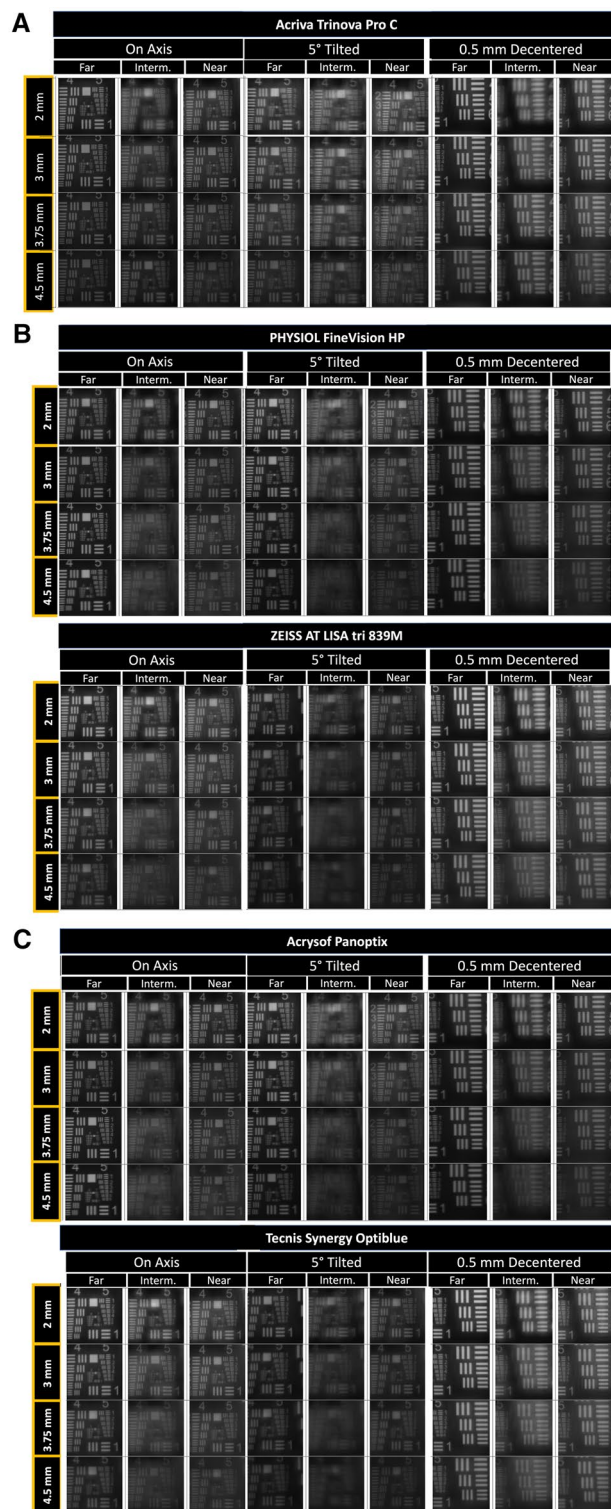 A
Acriva Trinova Pro C
On Axis 5° Tilted 0.5 mm Decentered
Far Interm. Near Far Interm. Near Far Interm. Near
2 mm
3 mm
3.75 mm
4.5 mm
B
PHYSIOL FineVision HP
On Axis 5° Tilted 0.5 mm Decentered
Far Interm. Near Far Interm. Near Far Interm. Near
2 mm
3 mm
3.75 mm
4.5 mm
ZEISS AT LISA tri 839M
On Axis 5° Tilted 0.5 mm Decentered
Far Interm. Near Far Interm. Near Far Interm. Near
2 mm
3 mm
3.75 mm
4.5 mm
C
Acrysof Panoptix
On Axis 5° Tilted 0.5 mm Decentered
Far Interm. Near Far Interm. Near Far Interm. Near
2 mm
3 mm
3.75 mm
4.5 mm
Tecnis Synergy Optiblue
On Axis 5° Tilted 0.5 mm Decentered
Far Interm. Near Far Interm. Near Far Interm. Near
2 mm
3 mm
3.75 mm
4.5 mm